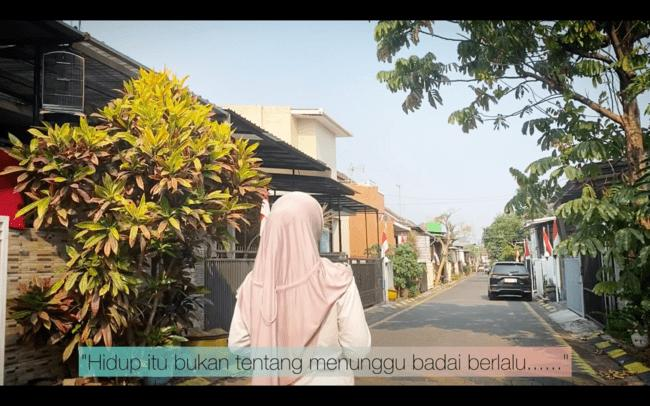 "Hidup itu bukan tentang menunggu badai berlalu......"